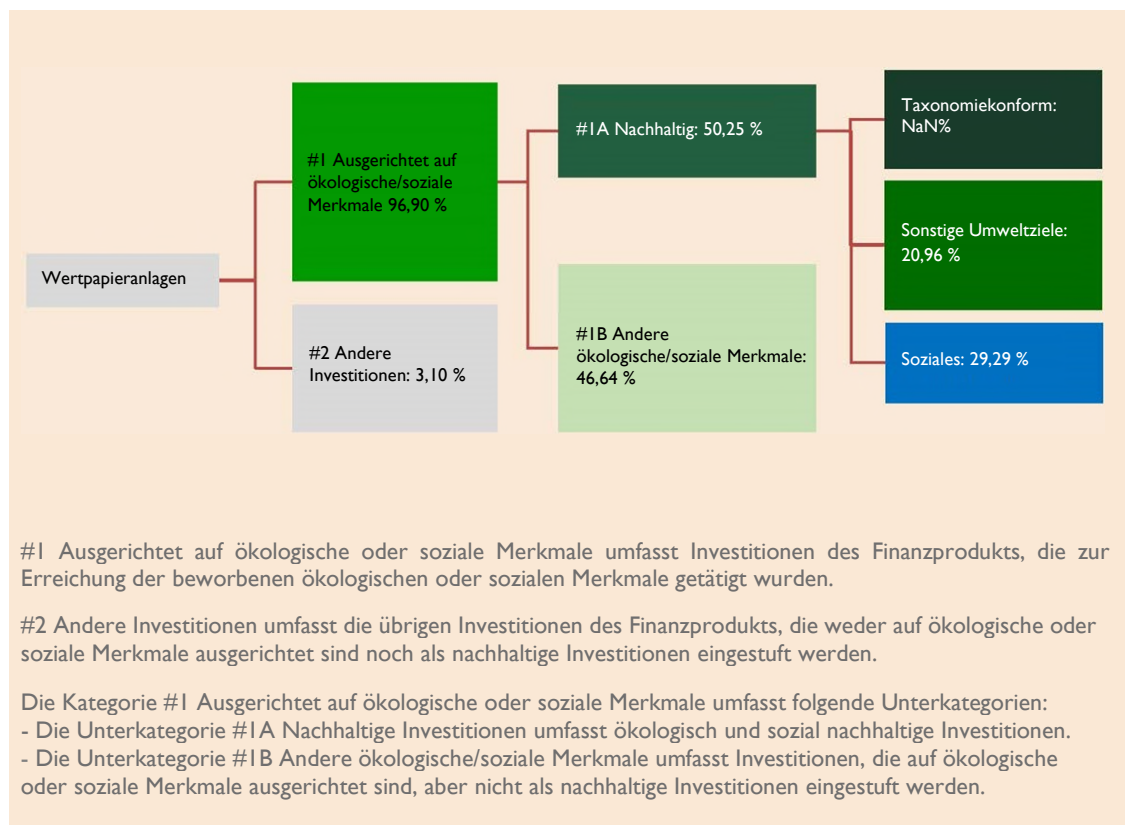 Wertpapieranlagen
#1 Ausgerichtet auf
ökologische/soziale
Merkmale 96,90 %
#2 Andere
Investitionen: 3,10 %
#1A Nachhaltig: 50,25 %
#1B Andere
ökologische/soziale Merkmale:
46,64 %
Taxonomiekonform:
NaN%
Sonstige Umweltziele:
20,96 %
Soziales: 29,29 %
#1 Ausgerichtet auf ökologische oder soziale Merkmale umfasst Investitionen des Finanzprodukts, die zur
Erreichung der beworbenen ökologischen oder sozialen Merkmale getätigt wurden.
#2 Andere Investitionen umfasst die übrigen Investitionen des Finanzprodukts, die weder auf ökologische oder
soziale Merkmale ausgerichtet sind noch als nachhaltige Investitionen eingestuft werden.
Die Kategorie #1 Ausgerichtet auf ökologische oder soziale Merkmale umfasst folgende Unterkategorien:
- Die Unterkategorie #1A Nachhaltige Investitionen umfasst ökologisch und sozial nachhaltige Investitionen.
- Die Unterkategorie #1B Andere ökologische/soziale Merkmale umfasst Investitionen, die auf ökologische
oder soziale Merkmale ausgerichtet sind, aber nicht als nachhaltige Investitionen eingestuft werden.